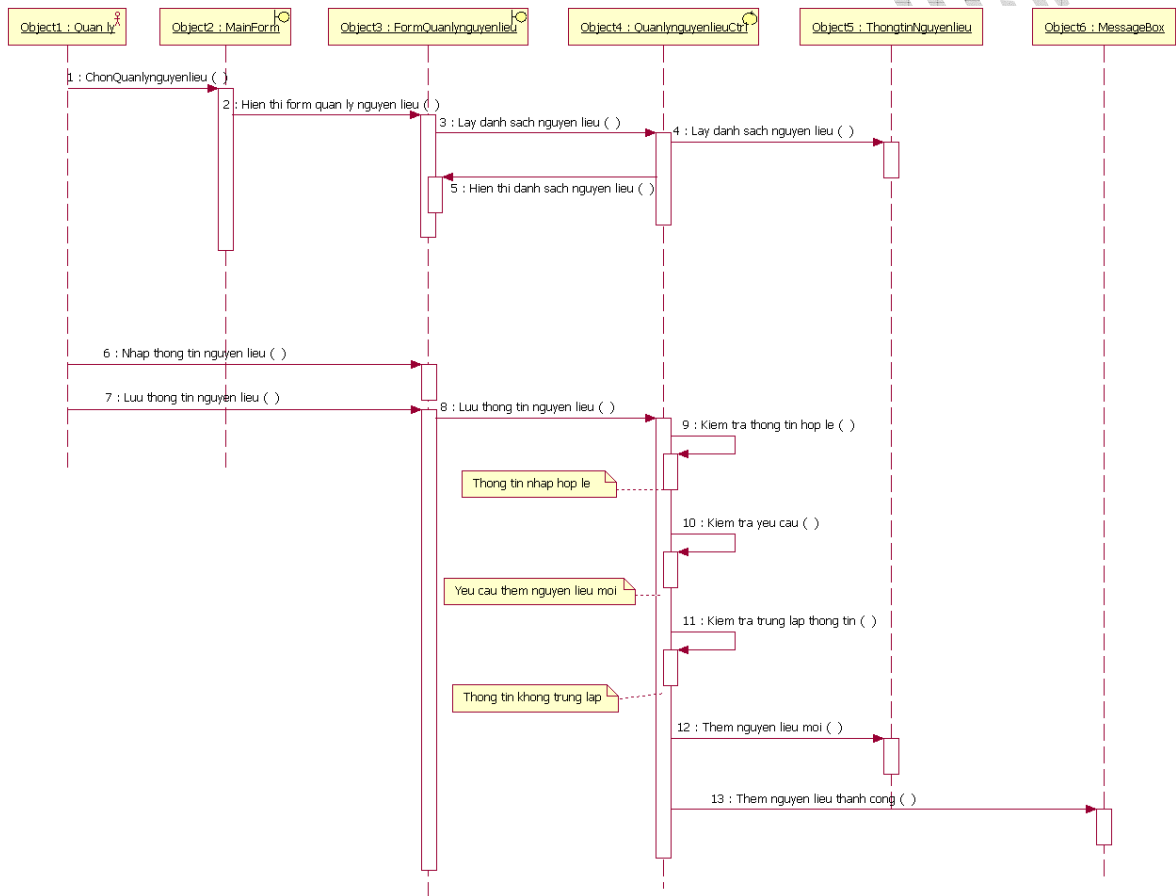 Object1 : Quan ly
Object2 : MainForm
Object3 : FormQuanlynguyenlieu
Object4 : QuanlynguyenlieuCtrl
Object5 : ThongtinNguyenlieu
Object6 : MessageBox
1 : ChonQuanlynguyenlieu ( )
2 : Hien thi form quan ly nguyen lieu ( )
3 : Lay danh sach nguyen lieu ( )
4 : Lay danh sach nguyen lieu ( )
5 : Hien thi danh sach nguyen lieu ( )
6 : Nhap thong tin nguyen lieu ( )
7 : Luu thong tin nguyen lieu ( )
8 : Luu thong tin nguyen lieu ( )
9 : Kiem tra thong tin hop le ( )
Thong tin nhap hop le
10 : Kiem tra yeu cau ( )
Yeu cau them nguyen lieu moi
11 : Kiem tra trung lap thong tin ( )
Thong tin khong trung lap
12 : Them nguyen lieu moi ( )
13 : Them nguyen lieu thanh cong ( )